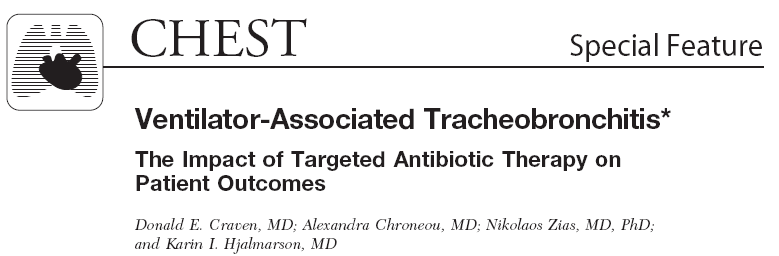 CHEST
Special Feature
Ventilator-Associated Tracheobronchitis*
The Impact of Targeted Antibiotic Therapy on
Patient Outcomes
Donald E. Craven, MD; Alexandra Chroneou, MD; Nikolaos Zias, MD, PhD;
and Karin I. Hjalmarson, MD